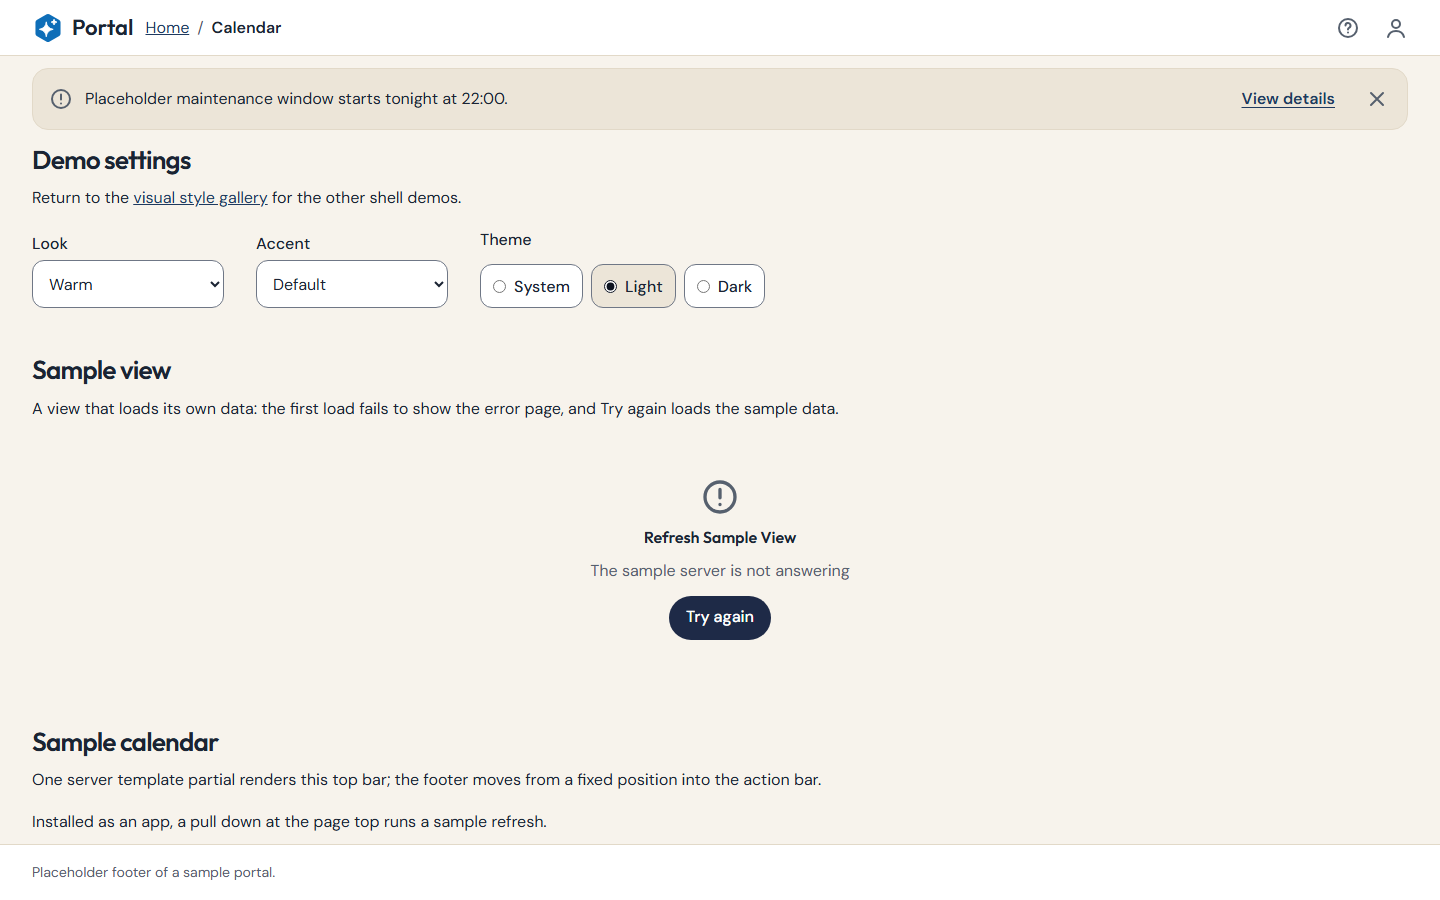 Portal Home / Calendar
Placeholder maintenance window starts tonight at 22:00. View details
Demo settings
Return to the visual style gallery for the other shell demos.
Look Accent Theme
Warm Default System Light Dark
Sample view
A view that loads its own data: the first load fails to show the error page, and Try again loads the sample data.
Refresh Sample View
The sample server is not answering
Try again
Sample calendar
One server template partial renders this top bar; the footer moves from a fixed position into the action bar.
Installed as an app, a pull down at the page top runs a sample refresh.
Placeholder footer of a sample portal.